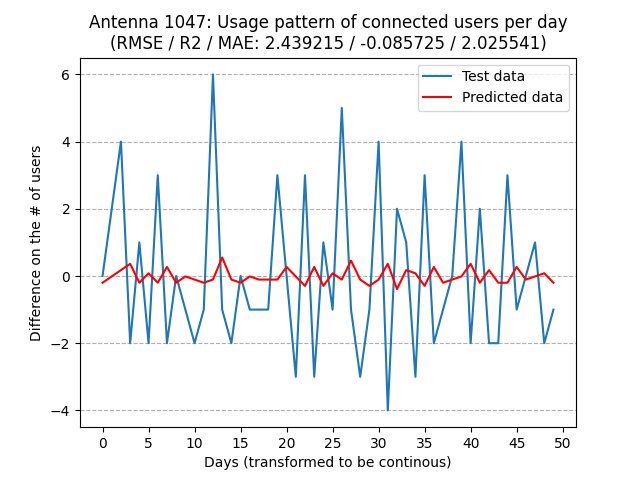 Antenna 1047: Usage pattern of connected users per day
(RMSE / R2 / MAE: 2.439215 / -0.085725 / 2.025541)
Test data
Predicted data
Difference on the # of users
6
4
2
0
−2
−4
0 5 10 15 20 25 30 35 40 45 50
Days (transformed to be continous)